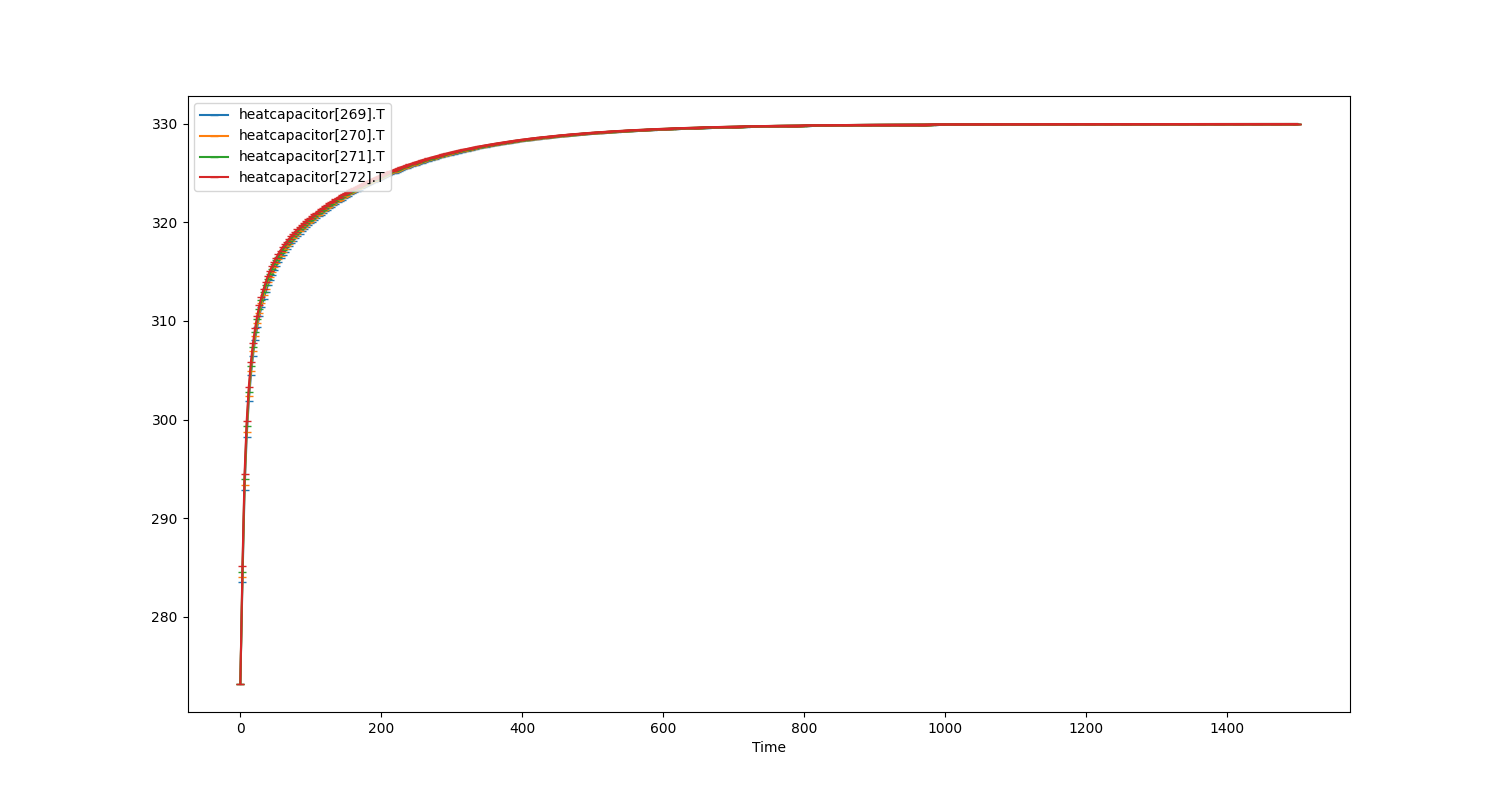 heatcapacitor[269].T
heatcapacitor[270].T
heatcapacitor[271].T
heatcapacitor[272].T
330
320
310
300
290
280
0 200 400 600 800 1000 1200 1400
Time